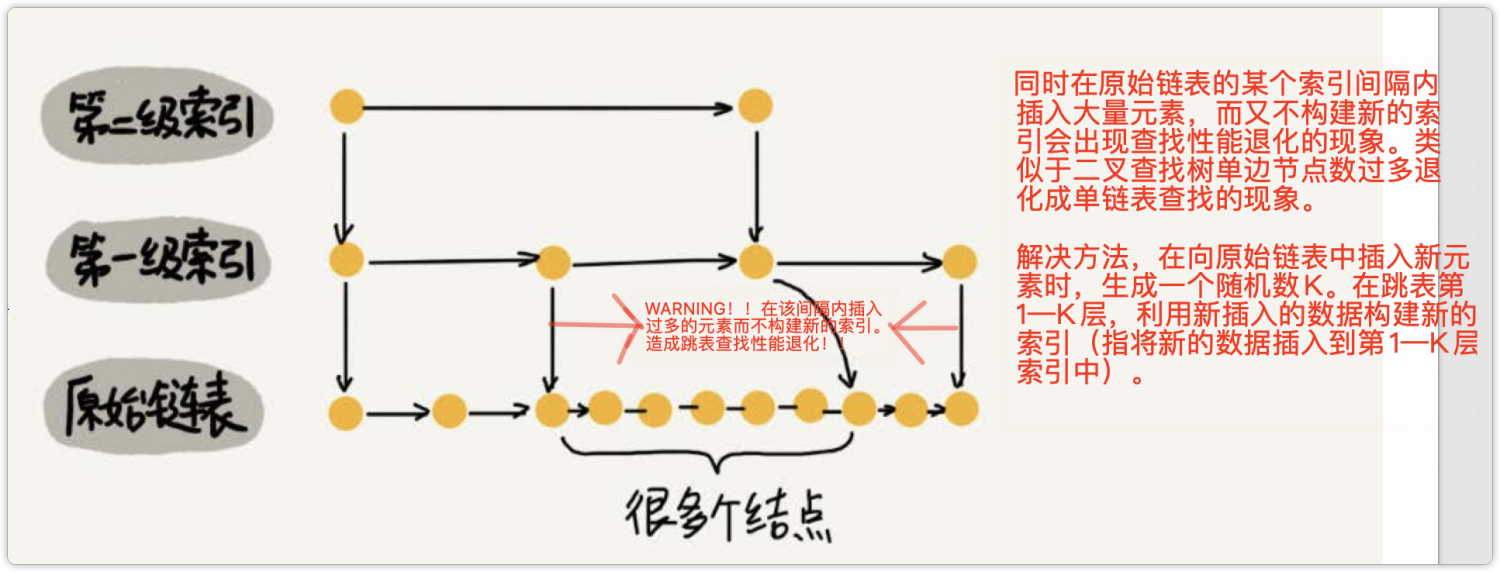 第二级索引
同时在原始链表的某个索引间隔内
插入大量元素，而又不构建新的索
引会出现查找性能退化的现象。类
似于二叉查找树单边节点数过多退
化成单链表查找的现象。
第一级索引
解决方法，在向原始链表中插入新元
素时，生成一个随机数K。在跳表第
1—K层，利用新插入的数据构建新的
索引（指将新的数据插入到第1—K层
索引中）。
WARNING！！在该间隔内插入
过多的元素而不构建新的索引。
造成跳表查找性能退化！！
原始链表
很多个结点